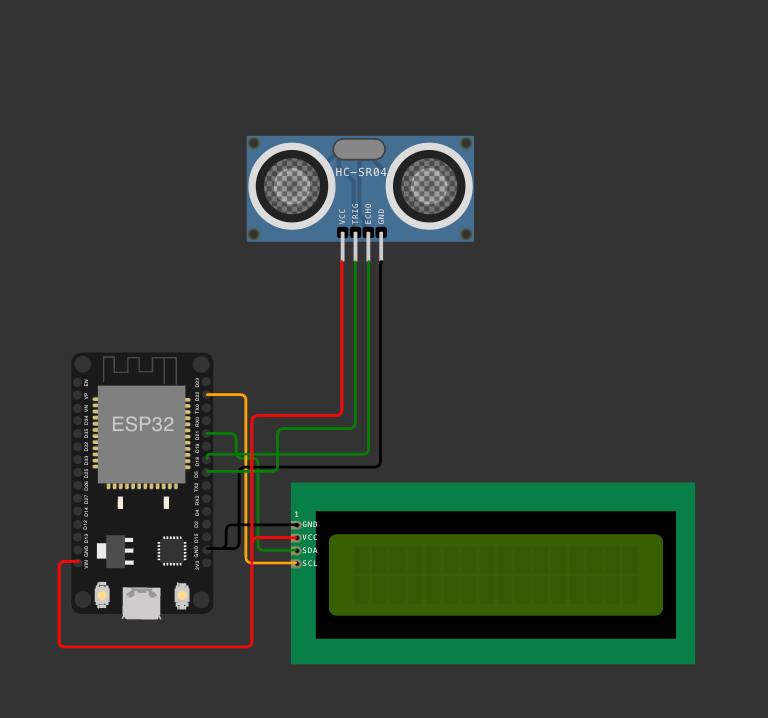 HC-SR04
VCC
TRIG
ECHO
GND
ESP32
EN
VP
VN
D34
D35
D32
D33
D25
D26
D27
D14
D12
D13
GND
VIN
D23
D22
TX0
RX0
D21
D19
D18
D5
TX2
RX2
D4
D2
D15
GND
3V3
1
GND
VCC
SDA
SCL